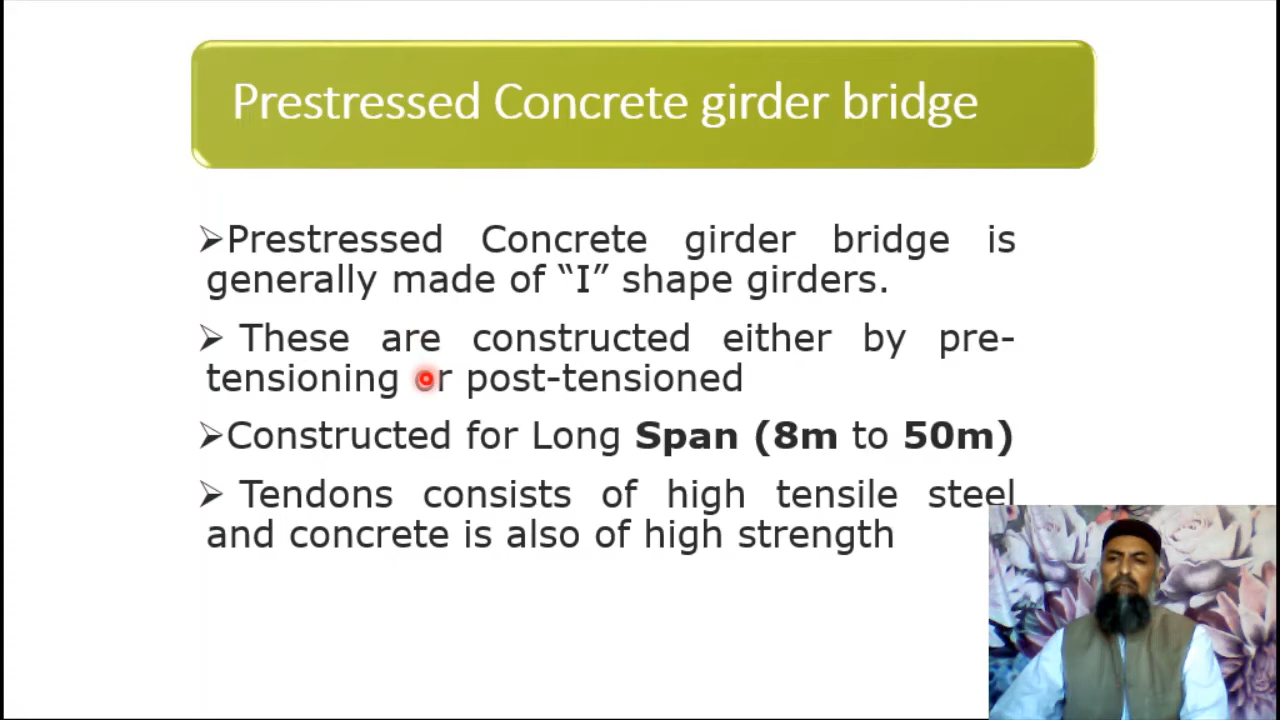 Prestressed Concrete girder bridge
➢Prestressed Concrete girder bridge is
generally made of “I” shape girders.
➢ These are constructed either by pre-
tensioning or post-tensioned
➢Constructed for Long Span (8m to 50m)
➢ Tendons consists of high tensile steel
and concrete is also of high strength